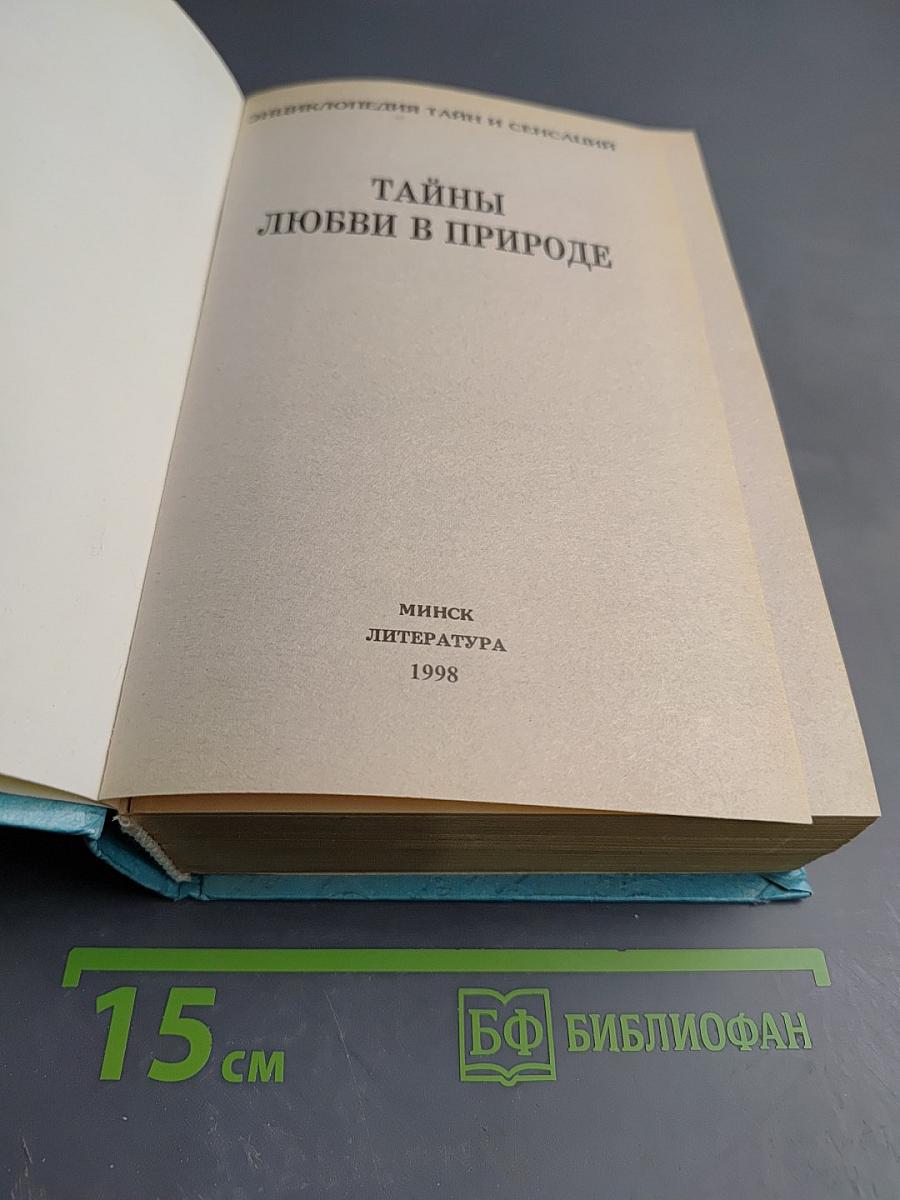 ЭНЦИКЛОПЕДИЯ ТАЙН И СЕНСАЦИЙ
ТАЙНЫ
ЛЮБВИ В ПРИРОДЕ
МИНСК
ЛИТЕРАТУРА
1998
15 см
БФ БИБЛИОФАН